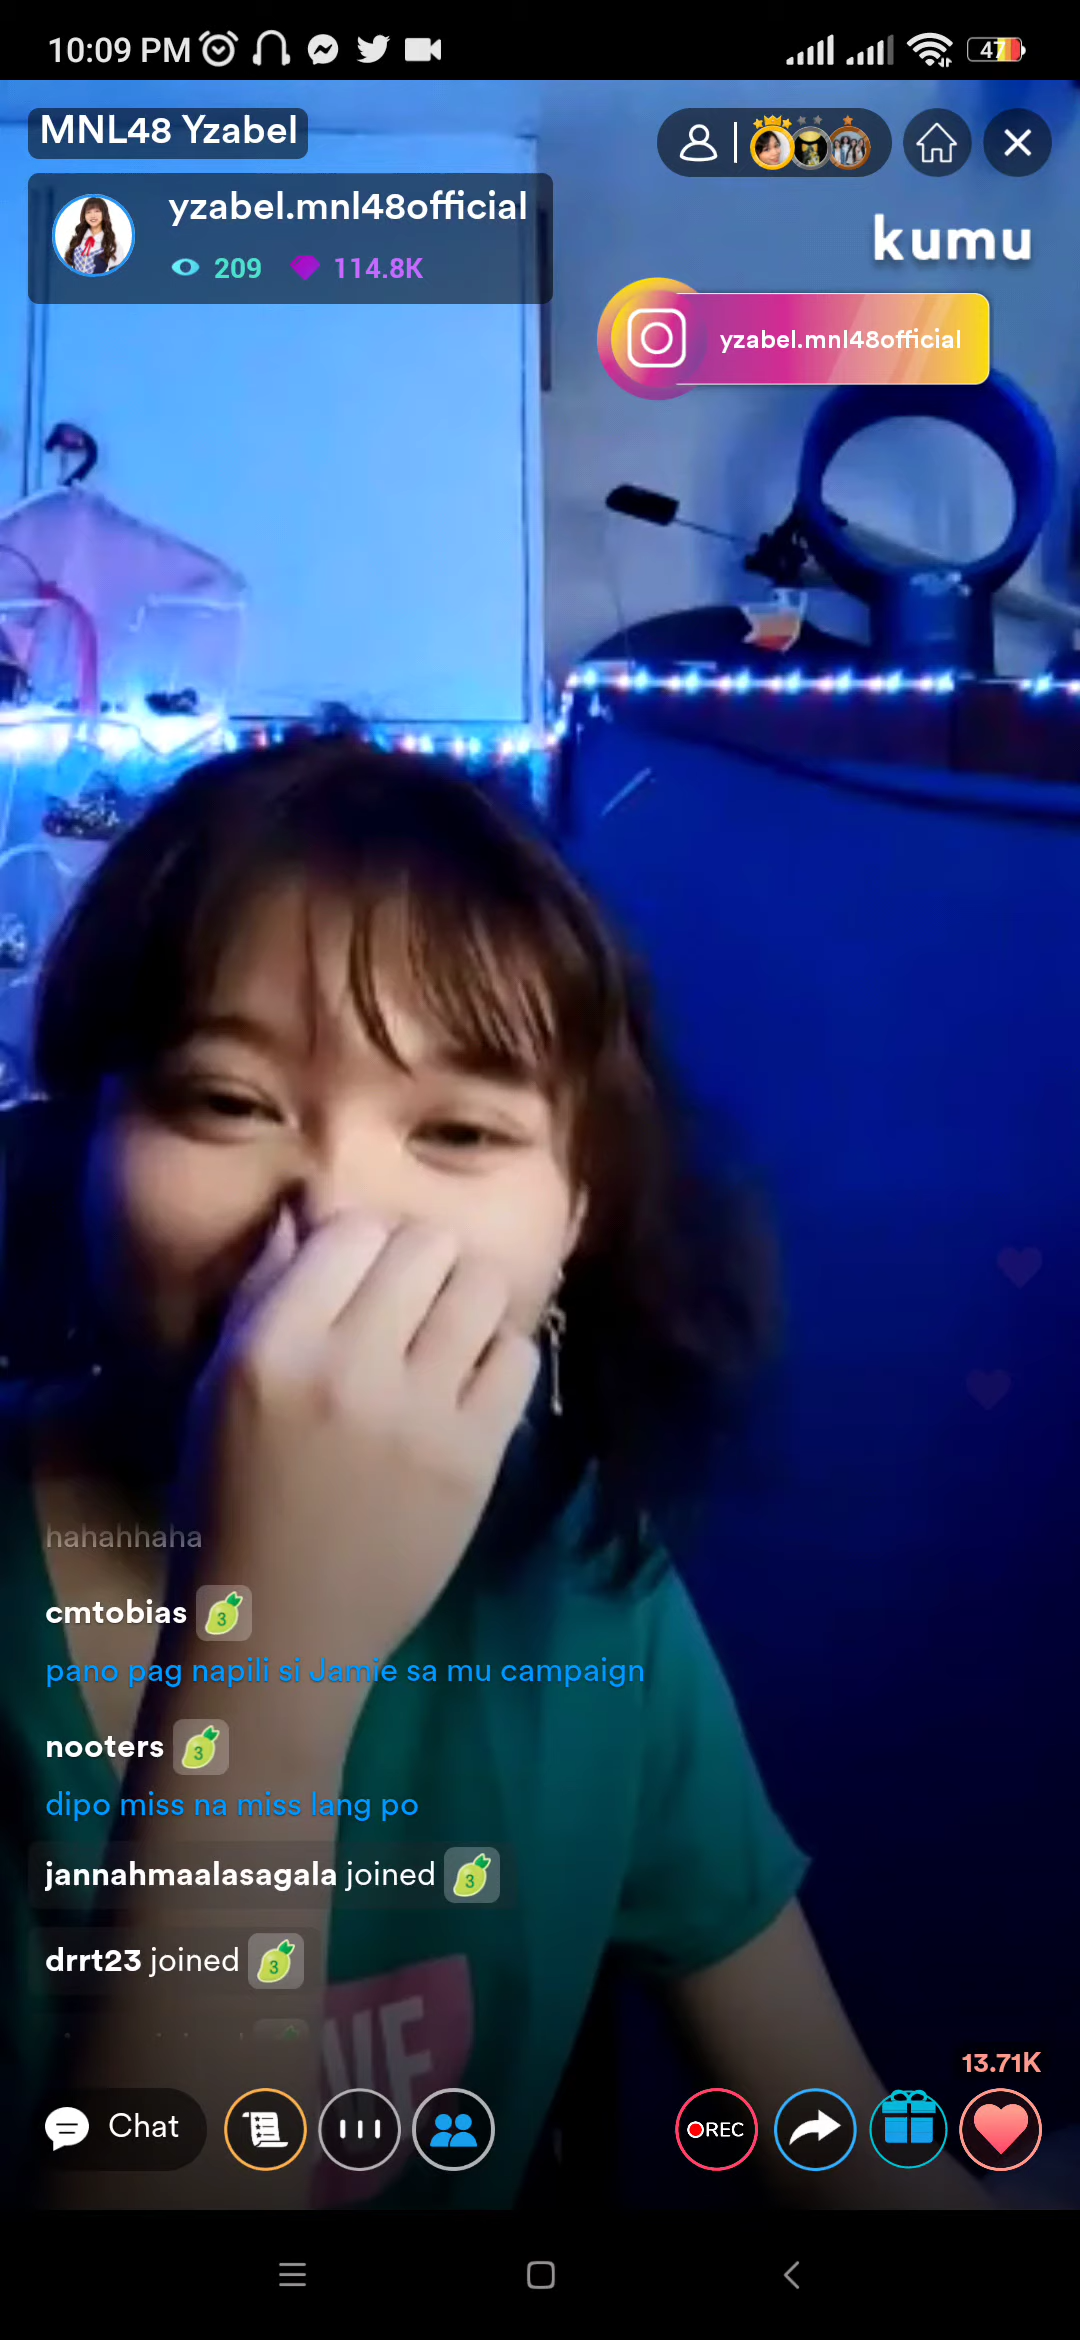 10:09 PM
47
MNL48 Yzabel
yzabel.mnl48official
209 114.8K
kumu
yzabel.mnl48official
hahahhaha
cmtobias 3
pano pag napili si Jamie sa mu campaign
nooters 3
dipo miss na miss lang po
jannahmaalasagala joined 3
drrt23 joined 3
13.71K
Chat
REC